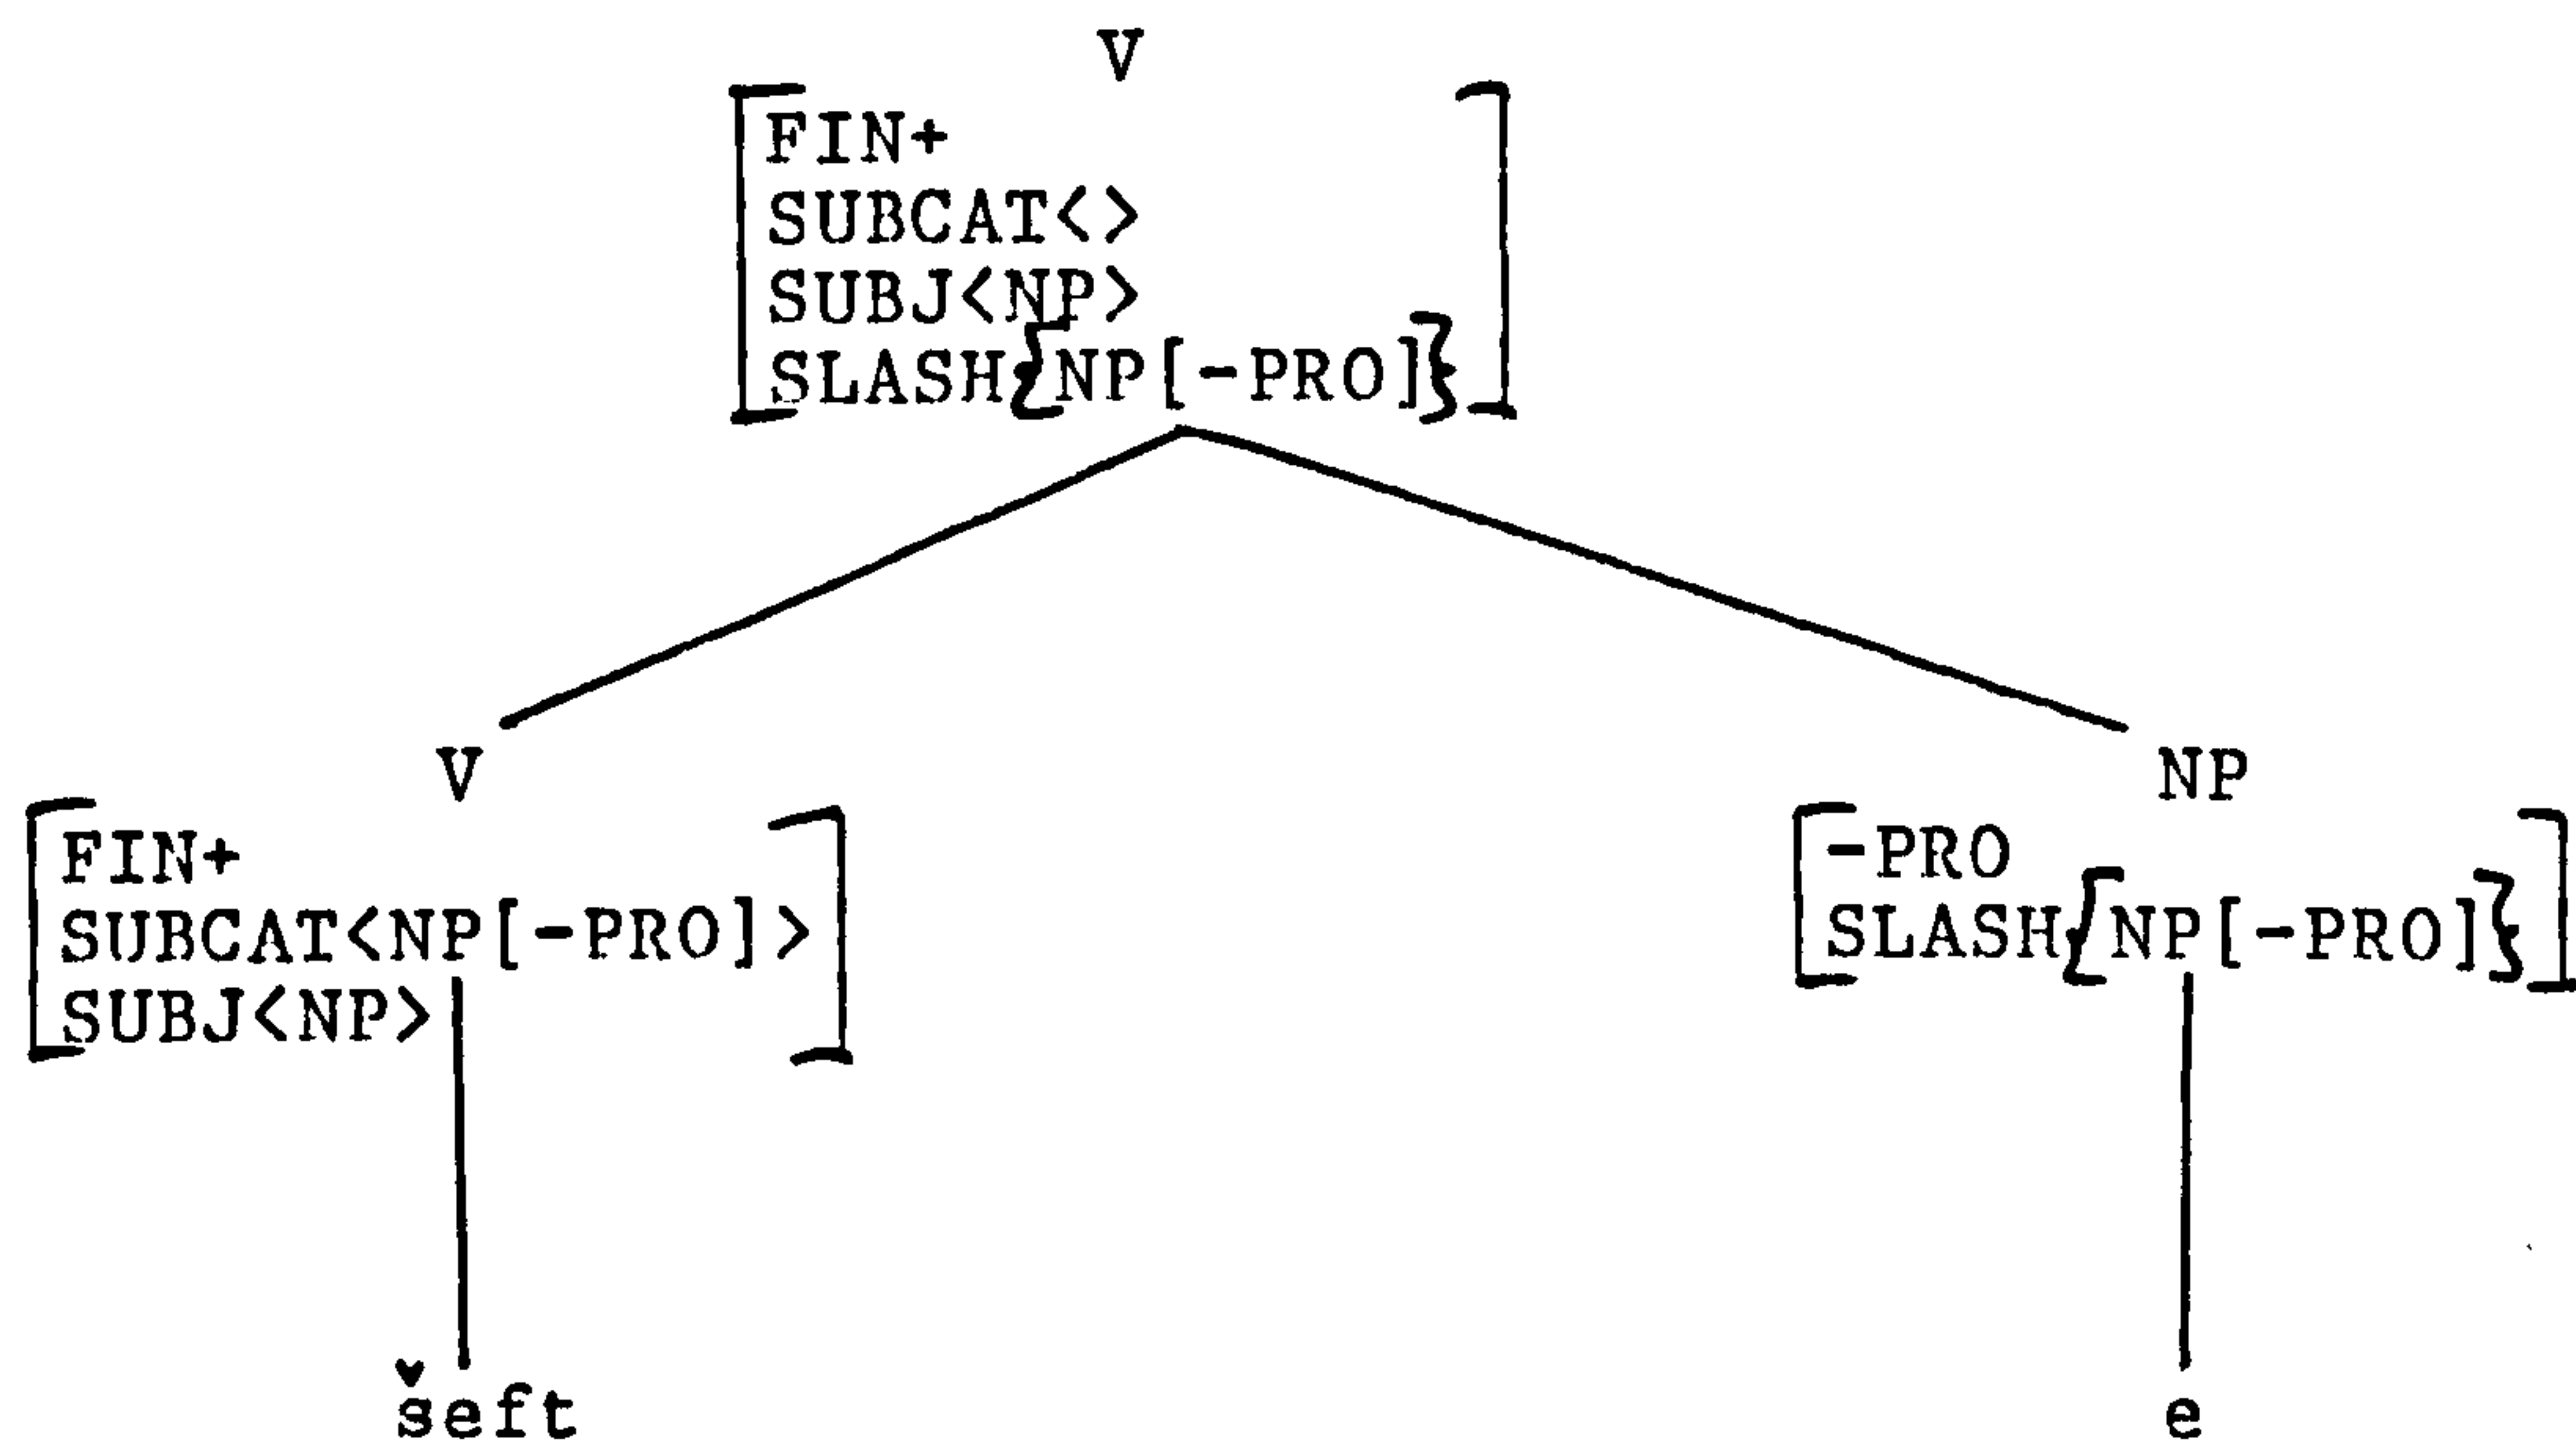 V
FIN+
SUBCAT<>
SUBJ<NP>
SLASH{NP[-PRO]}
V
FIN+
SUBCAT<NP[-PRO]>
SUBJ<NP>
NP
-PRO
SLASH{NP[-PRO]}
šeft
e